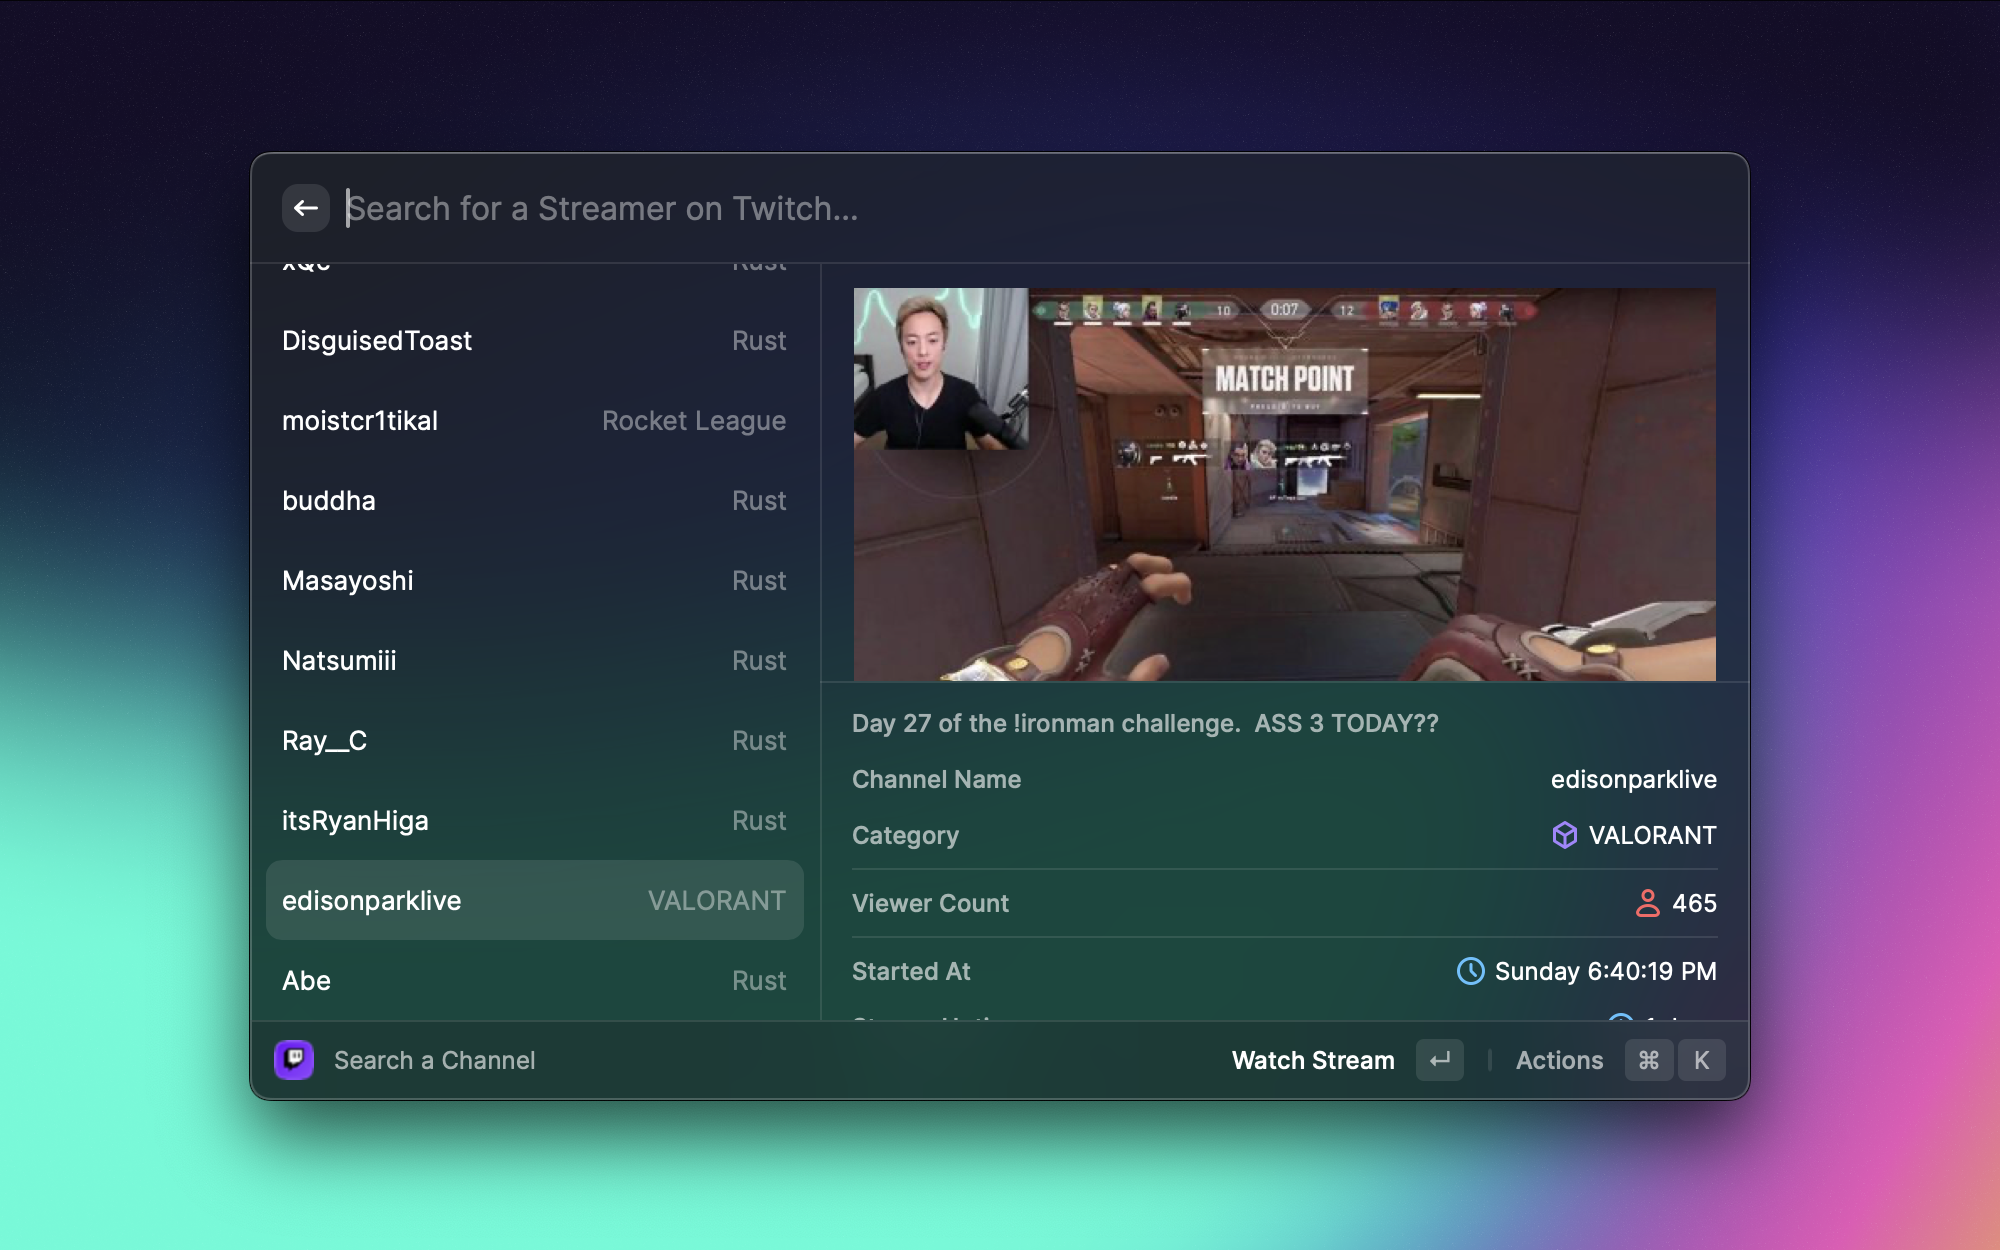 Search for a Streamer on Twitch...
xQc Rust
DisguisedToast Rust
moistcr1tikal Rocket League
buddha Rust
Masayoshi Rust
Natsumiii Rust
Ray__C Rust
itsRyanHiga Rust
edisonparklive VALORANT
Abe Rust
10 0:07 12
MATCH POINT
Day 27 of the !ironman challenge.  ASS 3 TODAY??
Channel Name edisonparklive
Category VALORANT
Viewer Count 465
Started At Sunday 6:40:19 PM
Search a Channel
Watch Stream ↵ Actions ⌘ K